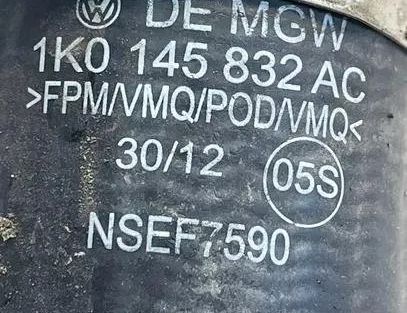 DE MGW
1K0 145 832 AC
>FPM/VMQ/POD/VMQ<
30/12 05S
NSEF7590